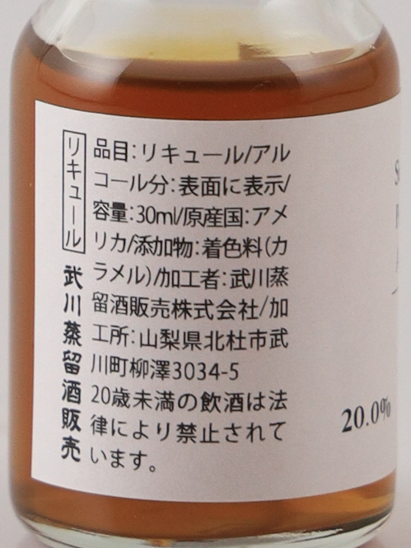 リキュール
武川蒸留酒販売
品目:リキュール/アル
コール分:表面に表示/
容量:30ml/原産国:アメ
リカ/添加物:着色料(カ
ラメル)/加工者:武川蒸
留酒販売株式会社/加
工所:山梨県北杜市武
川町柳澤3034-5
20歳未満の飲酒は法
律により禁止されて
います。
20.0%